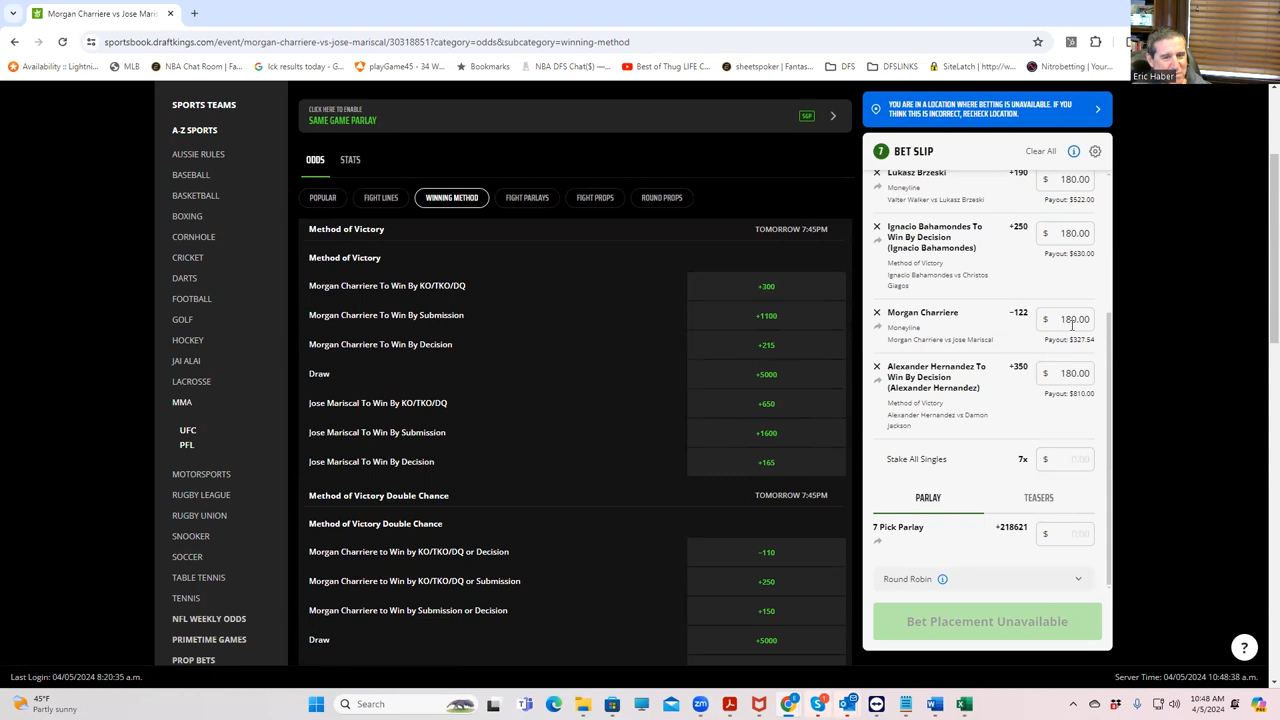 Morgan Charriere vs Jose Maris
sportsbook.draftkings.com/event/morgan-charriere-vs-jose-mariscal/30318851?category=odds&subcategory=winning-method
Availability :: Lightni...
MLB
NBA Chat Room | Fa...
Ick results today - G...
playGame45 - 34 W...
Bookmarks
NBA DFS Chat($) —...
Best of Thug LIFE C...
sheetspoker | Fantas...
DFS
DFSLINKS
SiteLatch | http://w...
Nitrobetting | Your...
Eric Haber
SPORTS TEAMS
A-Z SPORTS
AUSSIE RULES
BASEBALL
BASKETBALL
BOXING
CORNHOLE
CRICKET
DARTS
FOOTBALL
GOLF
HOCKEY
JAI ALAI
LACROSSE
MMA
UFC
PFL
MOTORSPORTS
RUGBY LEAGUE
RUGBY UNION
SNOOKER
SOCCER
TABLE TENNIS
TENNIS
NFL WEEKLY ODDS
PRIMETIME GAMES
PROP BETS
CLICK HERE TO ENABLE
SAME GAME PARLAY
SGP
ODDS STATS
POPULAR FIGHT LINES WINNING METHOD FIGHT PARLAYS FIGHT PROPS ROUND PROPS
Method of Victory TOMORROW 7:45PM
Method of Victory
Morgan Charriere To Win By KO/TKO/DQ +300
Morgan Charriere To Win By Submission +1100
Morgan Charriere To Win By Decision +215
Draw +5000
Jose Mariscal To Win By KO/TKO/DQ +650
Jose Mariscal To Win By Submission +1600
Jose Mariscal To Win By Decision +165
Method of Victory Double Chance TOMORROW 7:45PM
Method of Victory Double Chance
Morgan Charriere to Win by KO/TKO/DQ or Decision −110
Morgan Charriere to Win by KO/TKO/DQ or Submission +250
Morgan Charriere to Win by Submission or Decision +150
Draw +5000
YOU ARE IN A LOCATION WHERE BETTING IS UNAVAILABLE. IF YOU
THINK THIS IS INCORRECT, RECHECK LOCATION.
7 BET SLIP Clear All
Lukasz Brzeski +190 $ 180.00
Moneyline
Valter Walker vs Lukasz Brzeski Payout: $522.00
Ignacio Bahamondes To +250
Win By Decision $ 180.00
(Ignacio Bahamondes) Payout: $630.00
Method of Victory
Ignacio Bahamondes vs Christos
Giagos
Morgan Charriere −122 $ 180.00
Moneyline
Morgan Charriere vs Jose Mariscal Payout: $327.54
Alexander Hernandez To +350
Win By Decision $ 180.00
(Alexander Hernandez) Payout: $810.00
Method of Victory
Alexander Hernandez vs Damon
Jackson
Stake All Singles 7x $ 0.00
PARLAY TEASERS
7 Pick Parlay +218621 $ 0.00
Round Robin
Bet Placement Unavailable
?
Last Login: 04/05/2024 8:20:35 a.m. Server Time: 04/05/2024 10:48:38 a.m.
45°F
Partly sunny
Search
10:48 AM
4/5/2024